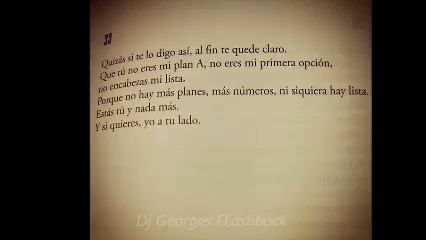 33
Quizás si te lo digo así, al fin te quede claro.
Que tú no eres mi plan A, no eres mi primera opción,
no encabezas mi lista.
Porque no hay más planes, más números, ni siquiera hay lista.
Estás tú y nada más.
Y si quieres, yo a tu lado.
Dj Georges FLashback